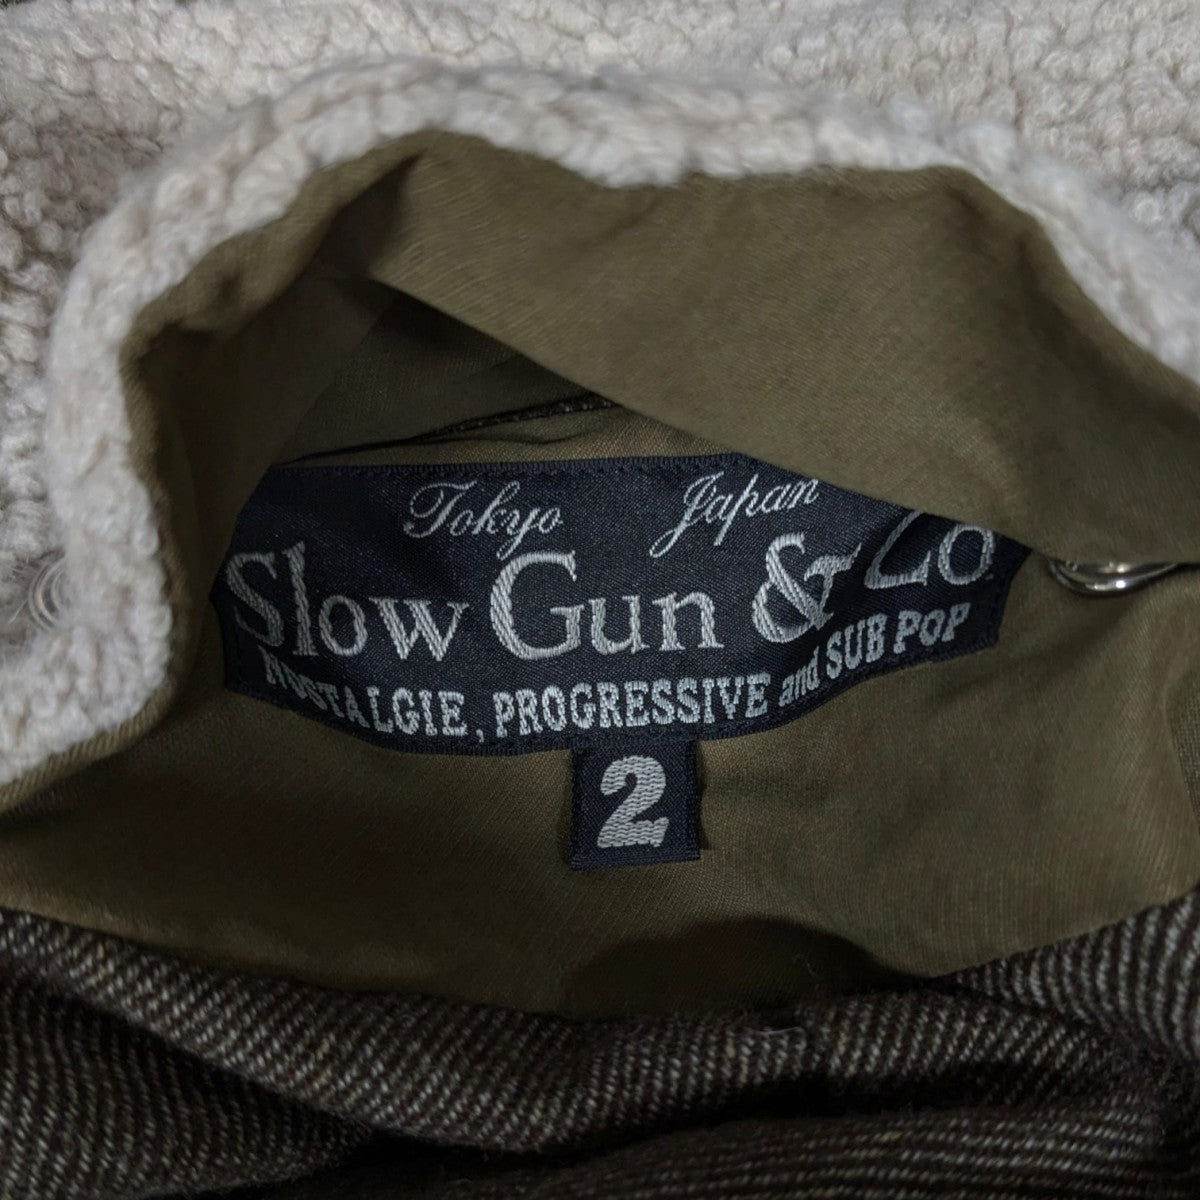 Tokyo Japan
Slow Gun & Co
NOSTALGIE, PROGRESSIVE and SUB POP
2